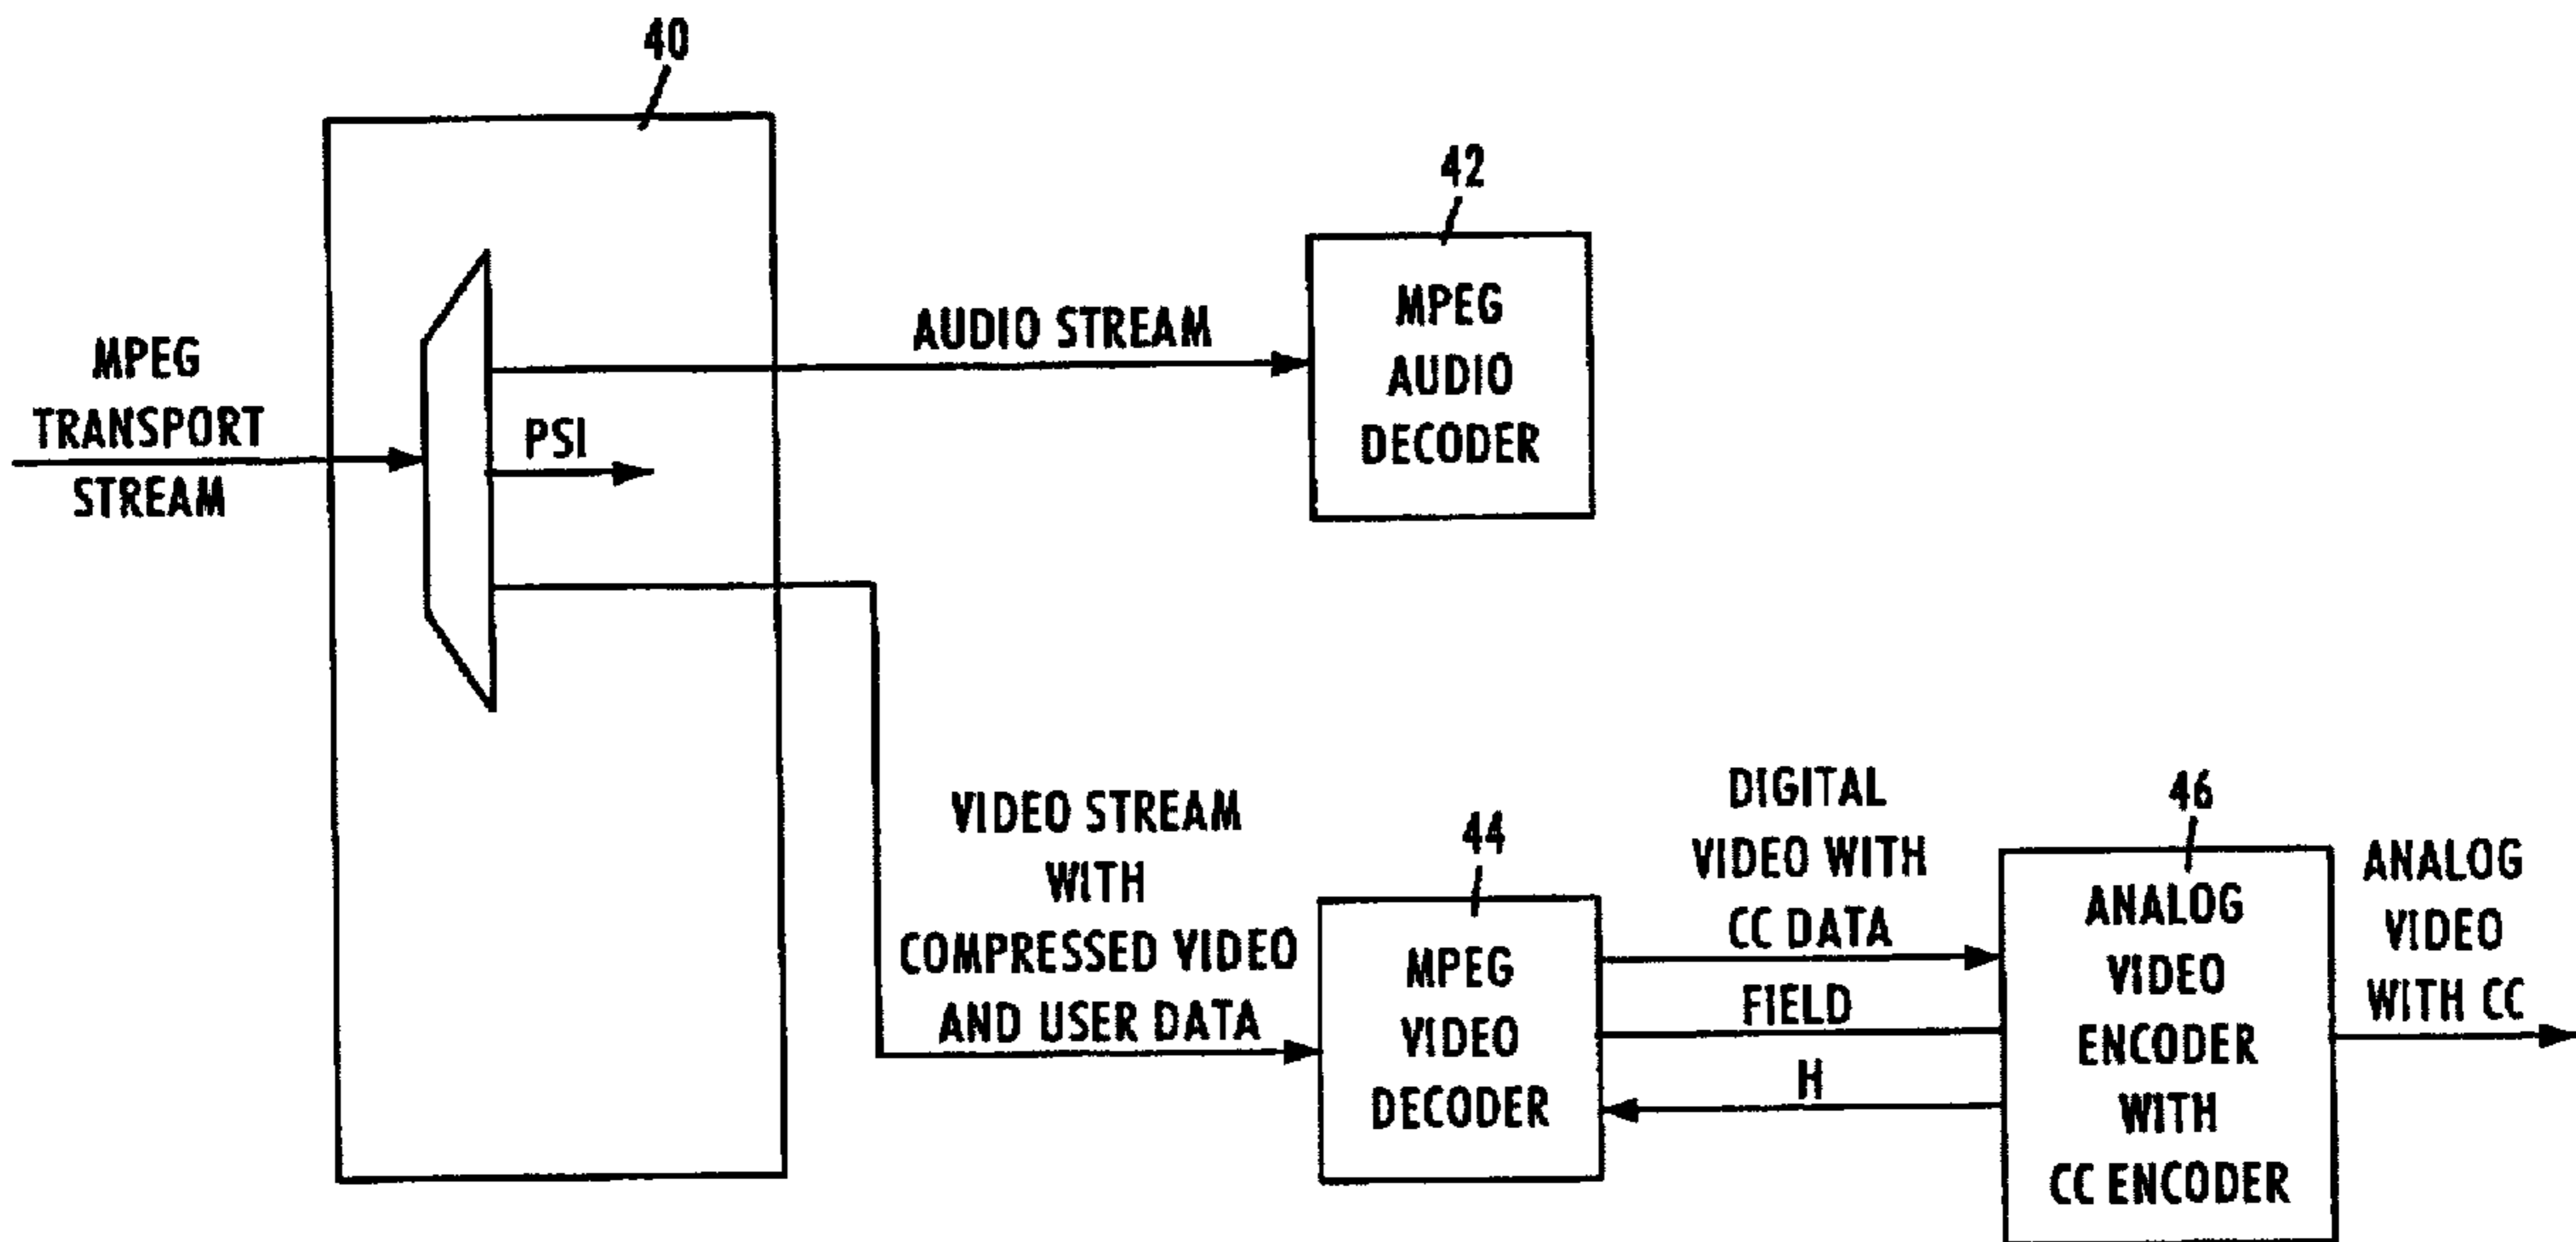 40
42
MPEG
AUDIO
DECODER
AUDIO STREAM
MPEG
TRANSPORT
STREAM
PSI
VIDEO STREAM
WITH
COMPRESSED VIDEO
AND USER DATA
44
MPEG
VIDEO
DECODER
DIGITAL
VIDEO WITH
CC DATA
FIELD
H
46
ANALOG
VIDEO
ENCODER
WITH
CC ENCODER
ANALOG
VIDEO
WITH CC